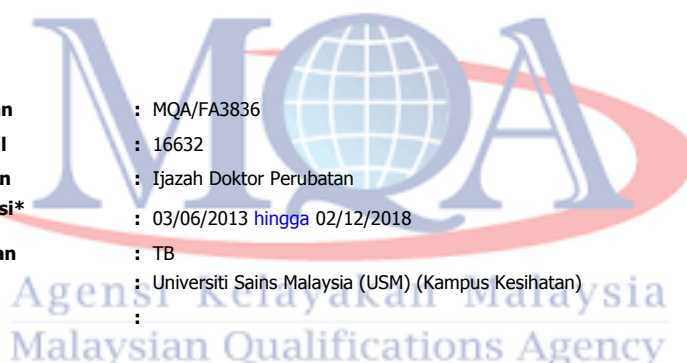 MQA
an : MQA/FA3836
l : 16632
n : Ijazah Doktor Perubatan
si* : 03/06/2013 hingga 02/12/2018
an : TB
: Universiti Sains Malaysia (USM) (Kampus Kesihatan)
Agensi Kelayakan Malaysia
:
Malaysian Qualifications Agency